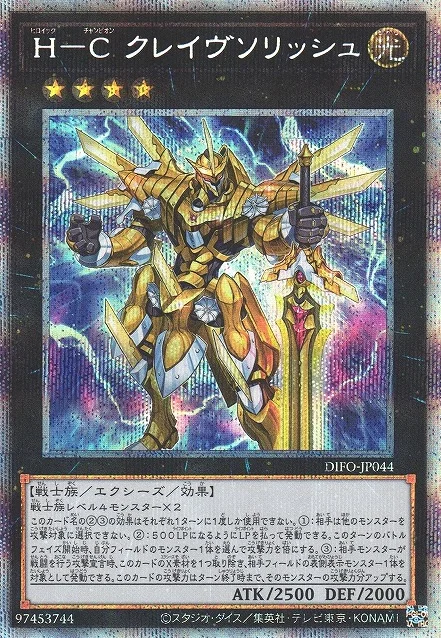 ヒロイック チャンピオン
H－C クレイヴソリッシュ 光
DIFO-JP044
【戦士族／エクシーズ／効果】
戦士族レベル４モンスター×２
このカード名の②③の効果はそれぞれ１ターンに１度しか使用できない。①：相手は他のモンスターを
攻撃対象に選択できない。②：５００LPになるようにLPを払って発動できる。このターンのバトル
フェイズ開始時、自分フィールドのモンスター１体を選んで攻撃力を倍にする。③：相手モンスターが
戦闘を行う攻撃宣言時、このカードのX素材を１つ取り除き、相手フィールドの表側表示モンスター１体を
対象として発動できる。このカードの攻撃力はターン終了時まで、そのモンスターの攻撃力分アップする。
ATK/2500 DEF/2000
97453744 ©スタジオ・ダイス／集英社・テレビ東京・KONAMI